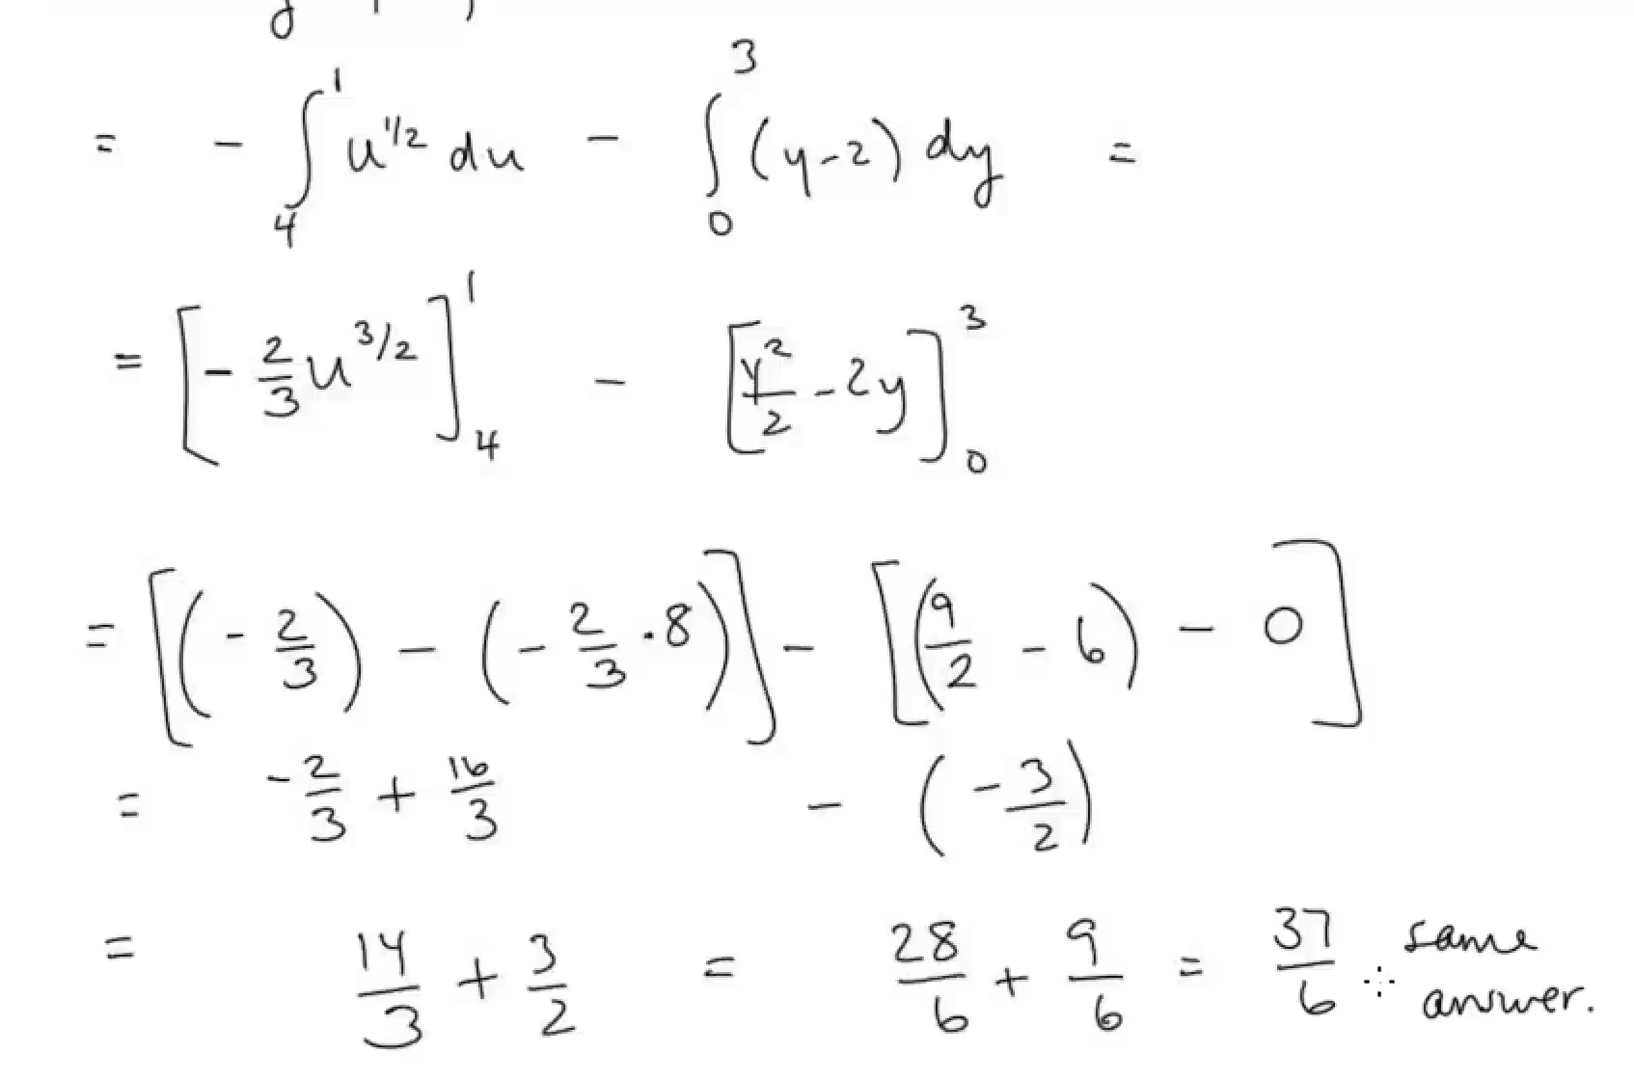 = - ∫₄¹ u^{1/2} du - ∫₀³ (y-2) dy =
= [-2/3 u^{3/2}]₄¹ - [y²/2 - 2y]₀³
= [(-2/3) - (-2/3 · 8)] - [(9/2 - 6) - 0]
= -2/3 + 16/3 - (-3/2)
= 14/3 + 3/2 = 28/6 + 9/6 = 37/6 same
answer.